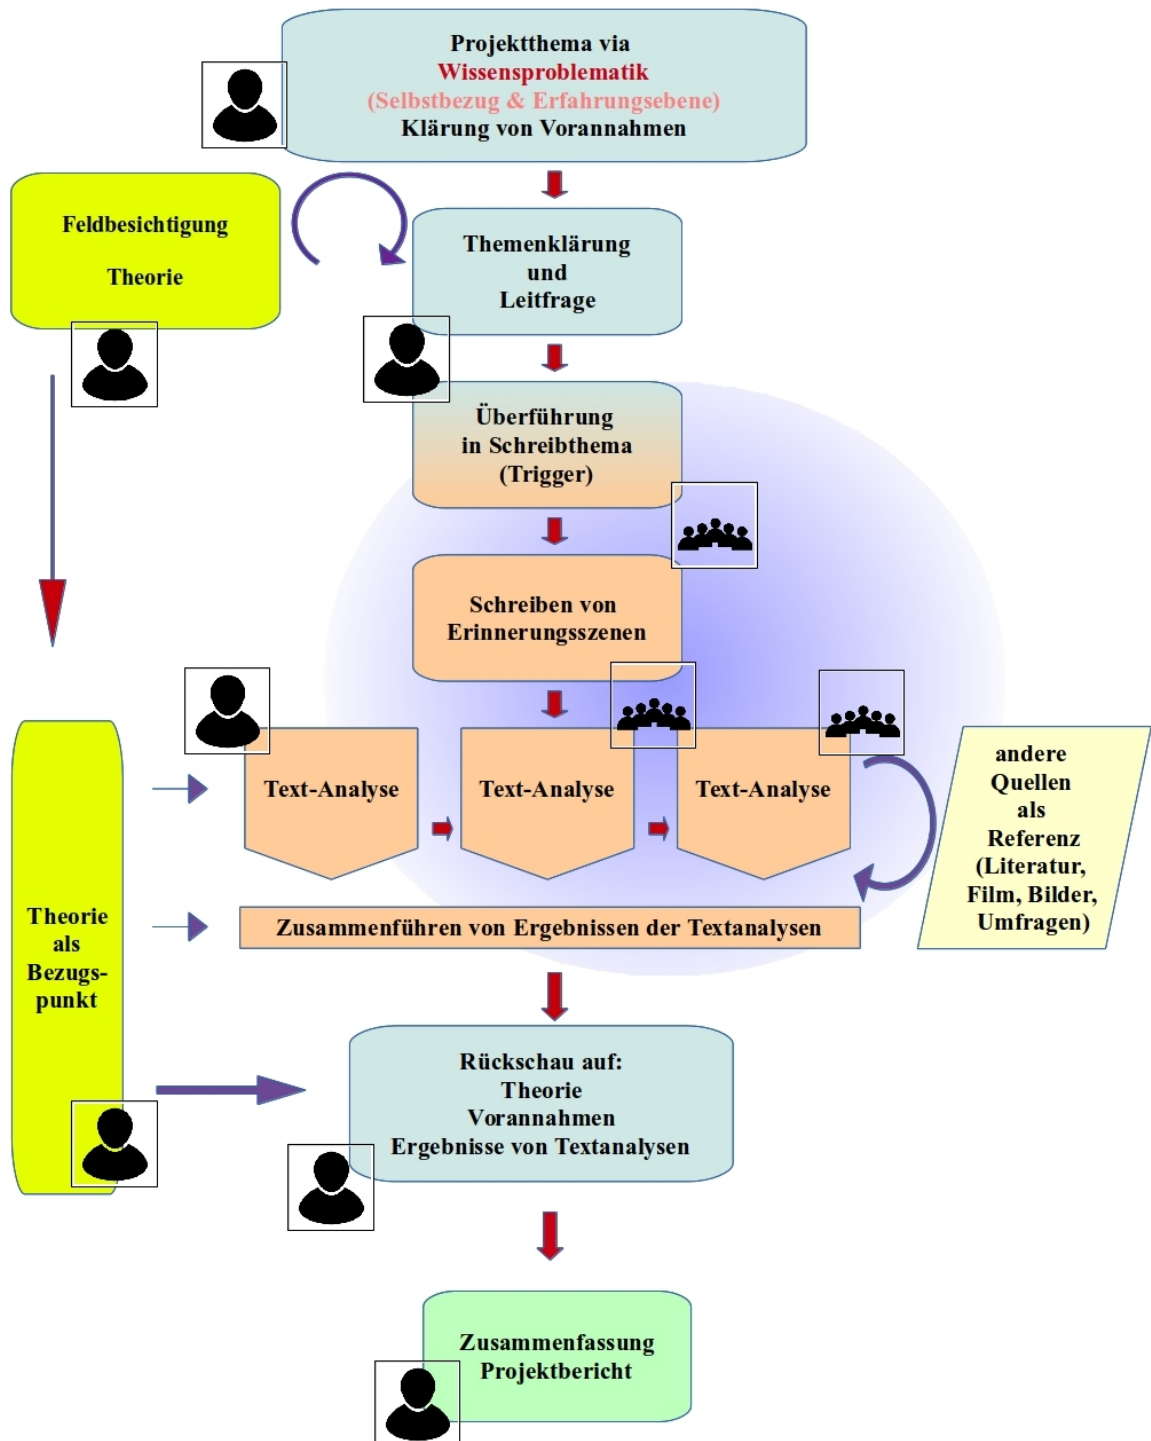 Projektthema via
Wissensproblematik
(Selbstbezug & Erfahrungsebene)
Klärung von Vorannahmen
Feldbesichtigung
Theorie
Themenklärung
und
Leitfrage
Überführung
in Schreibthema
(Trigger)
Schreiben von
Erinnerungsszenen
Text-Analyse
Text-Analyse
Text-Analyse
andere
Quellen
als
Referenz
(Literatur,
Film, Bilder,
Umfragen)
Theorie
als
Bezugs-
punkt
Zusammenführen von Ergebnissen der Textanalysen
Rückschau auf:
Theorie
Vorannahmen
Ergebnisse von Textanalysen
Zusammenfassung
Projektbericht